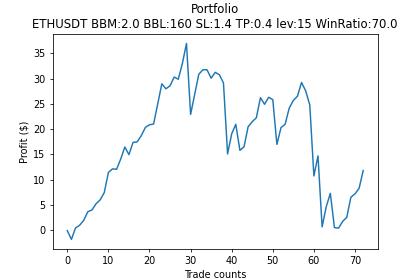 Portfolio
ETHUSDT BBM:2.0 BBL:160 SL:1.4 TP:0.4 lev:15 WinRatio:70.0
Profit ($)
35
30
25
20
15
10
5
0
0 10 20 30 40 50 60 70
Trade counts